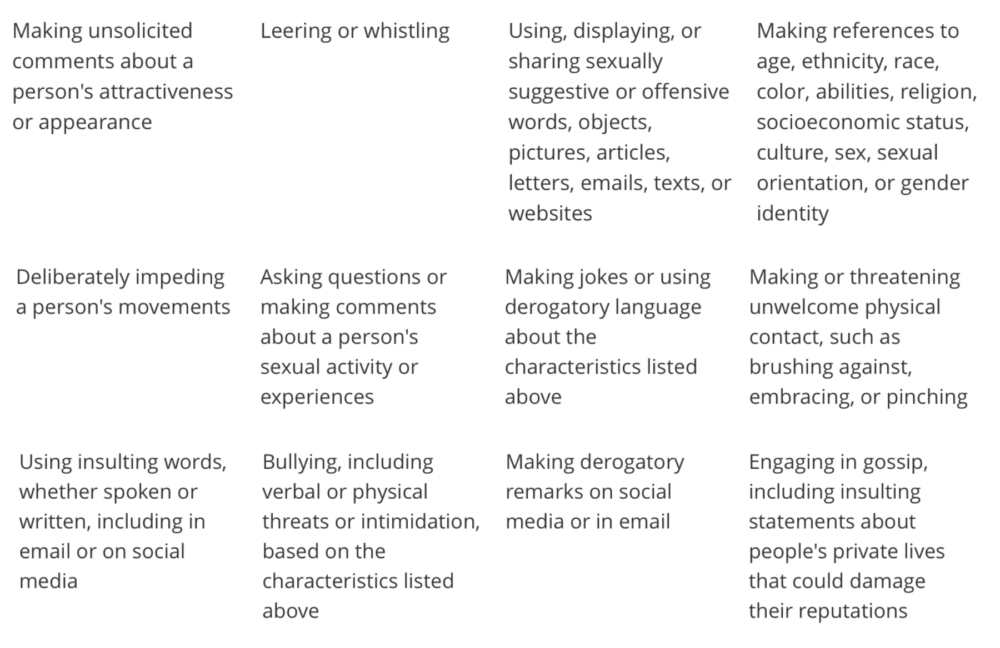 Making unsolicited
comments about a
person's attractiveness
or appearance
Leering or whistling
Using, displaying, or
sharing sexually
suggestive or offensive
words, objects,
pictures, articles,
letters, emails, texts, or
websites
Making references to
age, ethnicity, race,
color, abilities, religion,
socioeconomic status,
culture, sex, sexual
orientation, or gender
identity
Deliberately impeding
a person's movements
Asking questions or
making comments
about a person's
sexual activity or
experiences
Making jokes or using
derogatory language
about the
characteristics listed
above
Making or threatening
unwelcome physical
contact, such as
brushing against,
embracing, or pinching
Using insulting words,
whether spoken or
written, including in
email or on social
media
Bullying, including
verbal or physical
threats or intimidation,
based on the
characteristics listed
above
Making derogatory
remarks on social
media or in email
Engaging in gossip,
including insulting
statements about
people's private lives
that could damage
their reputations